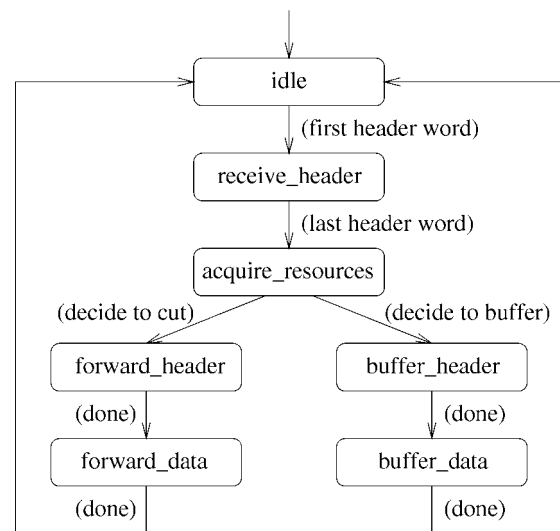 idle
(first header word)
receive_header
(last header word)
acquire_resources
(decide to cut)
(decide to buffer)
forward_header
buffer_header
(done)
(done)
forward_data
buffer_data
(done)
(done)